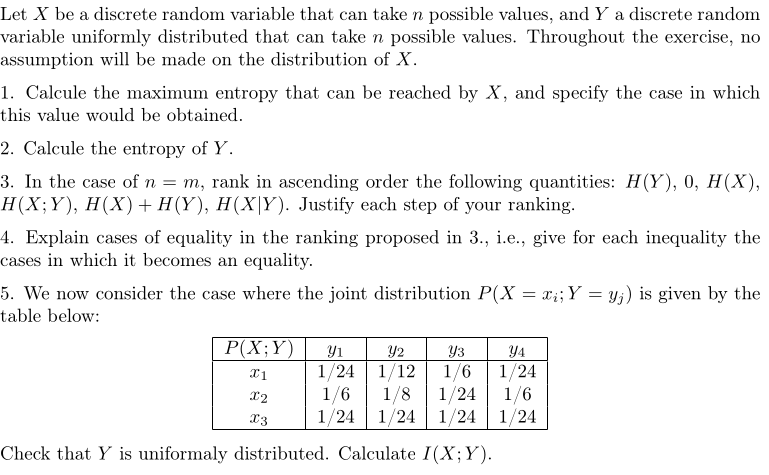 Let X be a discrete random variable that can take n possible values, and Y a discrete random
variable uniformly distributed that can take n possible values. Throughout the exercise, no
assumption will be made on the distribution of X.
1. Calcule the maximum entropy that can be reached by X, and specify the case in which
this value would be obtained.
2. Calcule the entropy of Y.
3. In the case of n = m, rank in ascending order the following quantities: H(Y), 0, H(X),
H(X; Y), H(X) + H(Y), H(X|Y). Justify each step of your ranking.
4. Explain cases of equality in the ranking proposed in 3., i.e., give for each inequality the
cases in which it becomes an equality.
5. We now consider the case where the joint distribution P(X = x_i; Y = y_j) is given by the
table below:
P(X; Y) y_1 y_2 y_3 y_4
x_1 1/24 1/12 1/6 1/24
x_2 1/6 1/8 1/24 1/6
x_3 1/24 1/24 1/24 1/24
Check that Y is uniformaly distributed. Calculate I(X; Y).